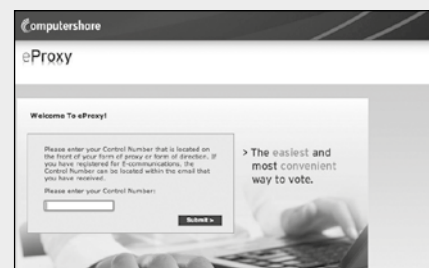 Computershare
eProxy
Welcome To eProxy!
Please enter your Control Number that is located on
the front of your form of proxy or form of direction. If
you have registered for E-communications, the
Control Number can be located within the email that
you have received.
Please enter your Control Number:
Submit >
> The easiest and
most convenient
way to vote.